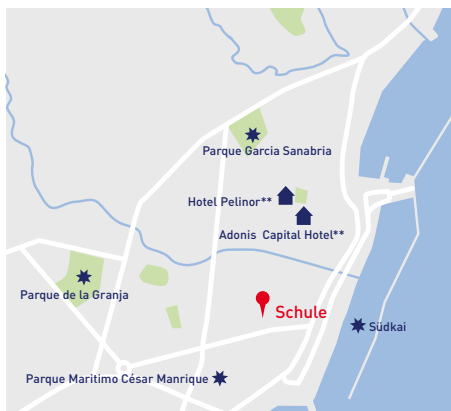 Parque Garcia Sanabria
Hotel Pelinor**
Adonis Capital Hotel**
Parque de la Granja
Schule
Südkai
Parque Maritimo César Manrique